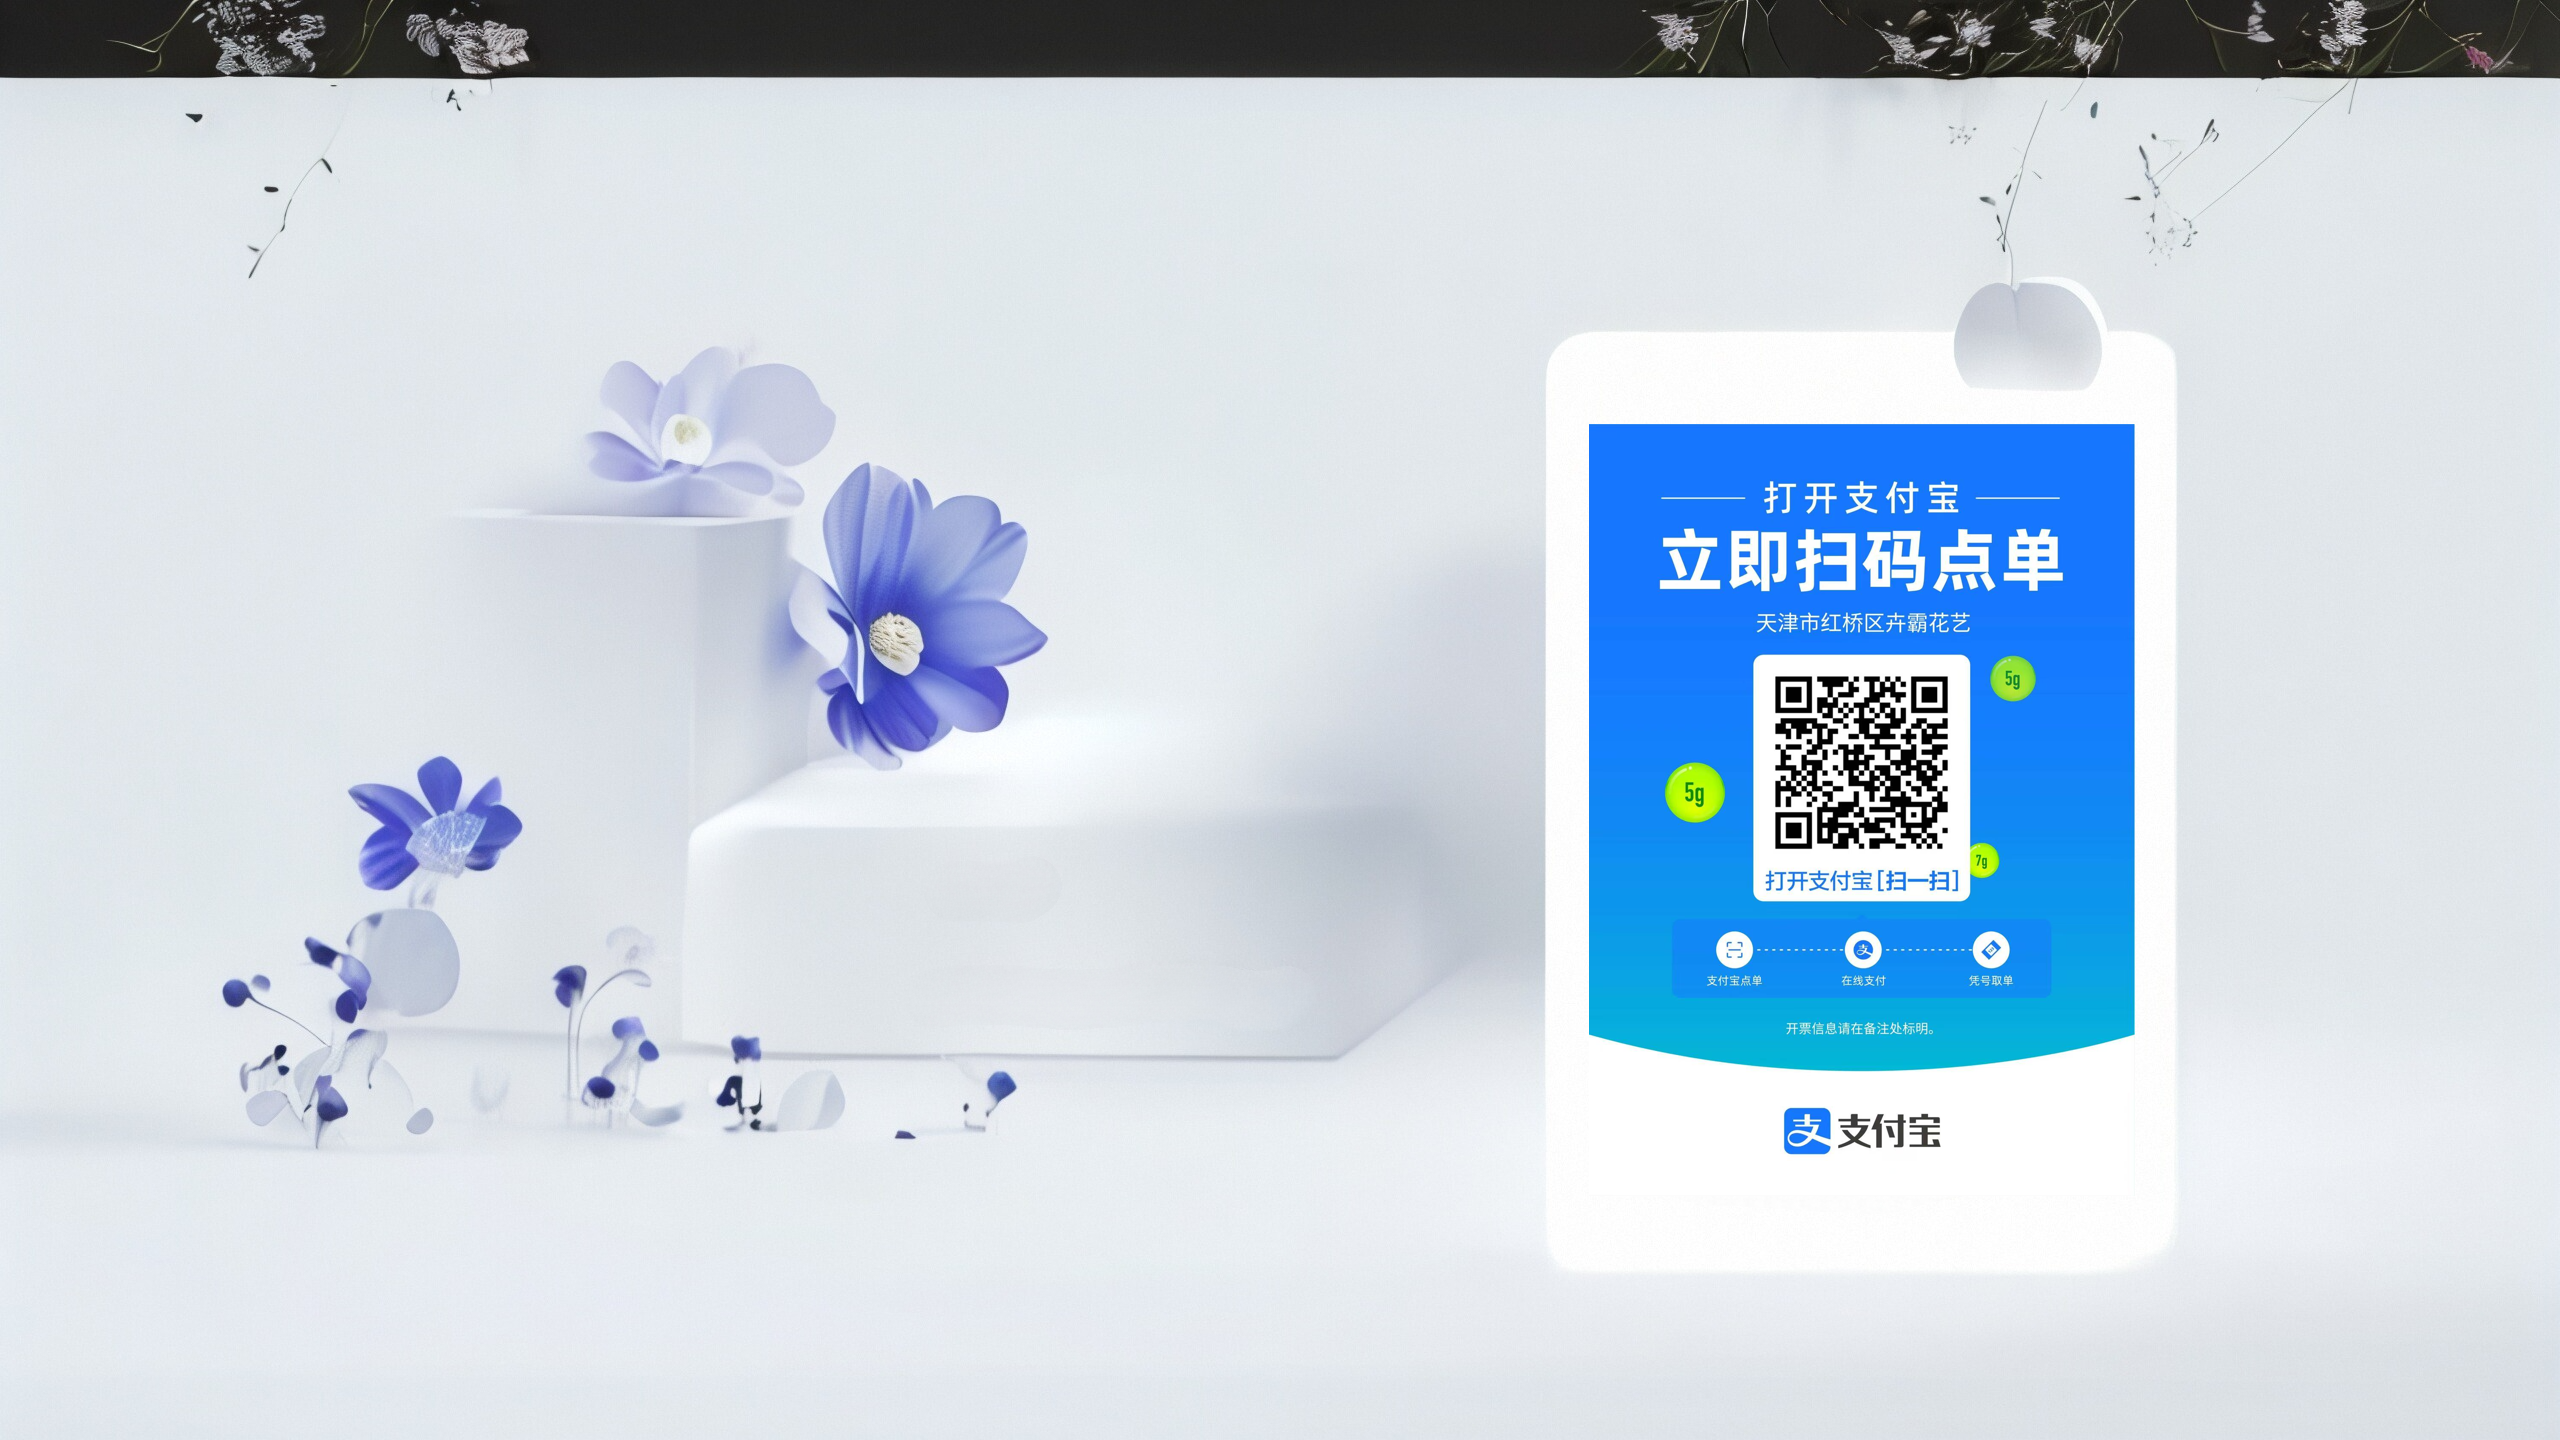 打开支付宝
立即扫码点单
天津市红桥区卉霸花艺
5g
5g
7g
打开支付宝[扫一扫]
支付宝点单
在线支付
凭号取单
开票信息请在备注处标明。
支付宝